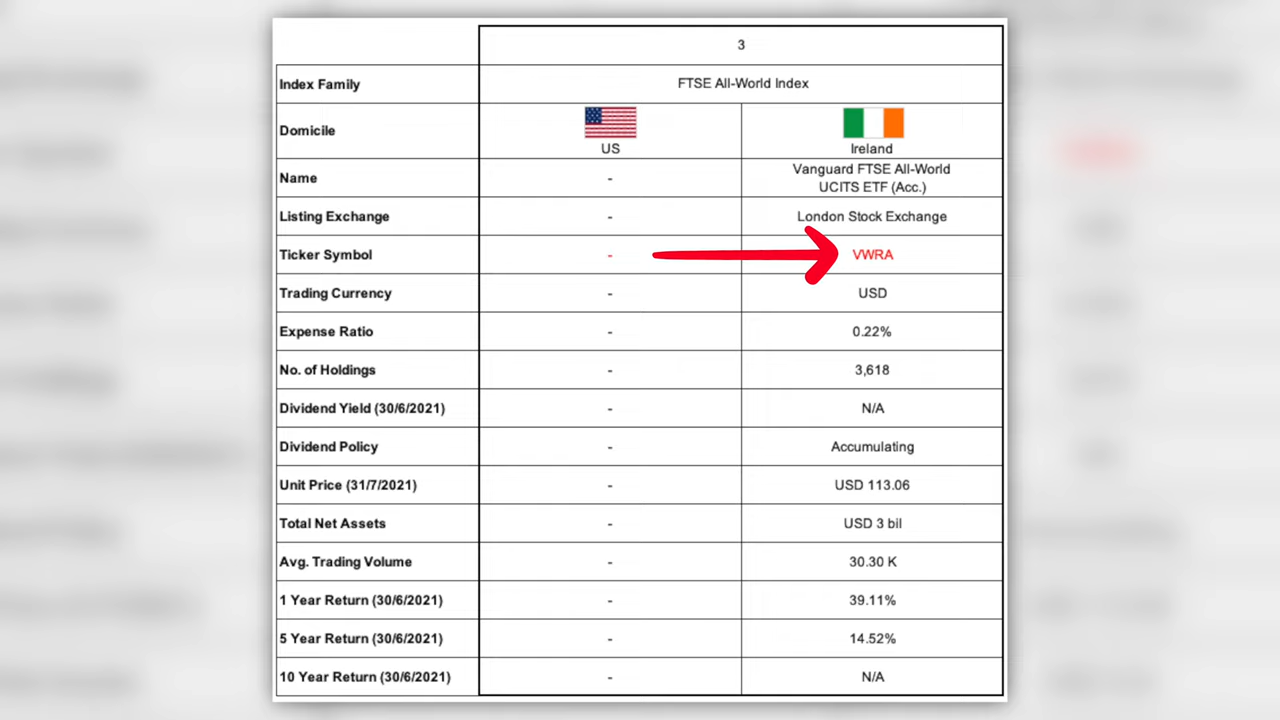 3
Index Family FTSE All-World Index
Domicile US Ireland
Name - Vanguard FTSE All-World
UCITS ETF (Acc.)
Listing Exchange - London Stock Exchange
Ticker Symbol - VWRA
Trading Currency - USD
Expense Ratio - 0.22%
No. of Holdings - 3,618
Dividend Yield (30/6/2021) - N/A
Dividend Policy - Accumulating
Unit Price (31/7/2021) - USD 113.06
Total Net Assets - USD 3 bil
Avg. Trading Volume - 30.30 K
1 Year Return (30/6/2021) - 39.11%
5 Year Return (30/6/2021) - 14.52%
10 Year Return (30/6/2021) - N/A